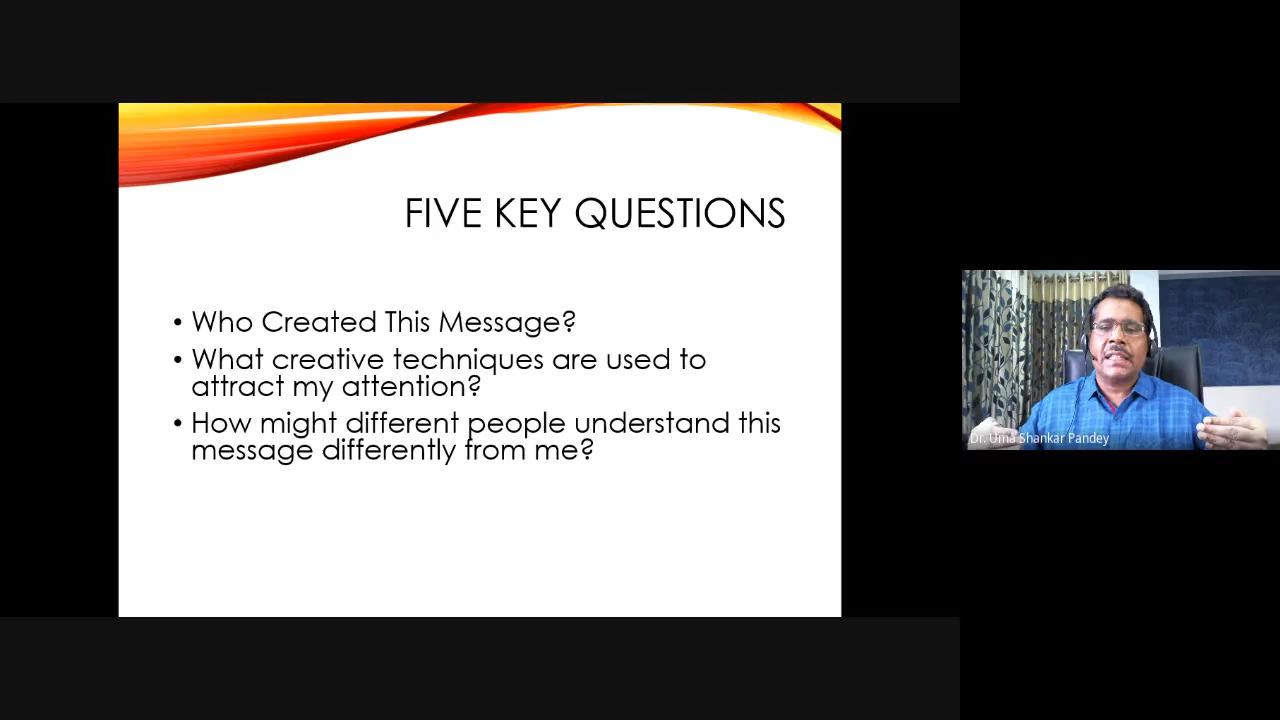 FIVE KEY QUESTIONS
• Who Created This Message?
• What creative techniques are used to
attract my attention?
• How might different people understand this
message differently from me?
Dr. Uma Shankar Pandey